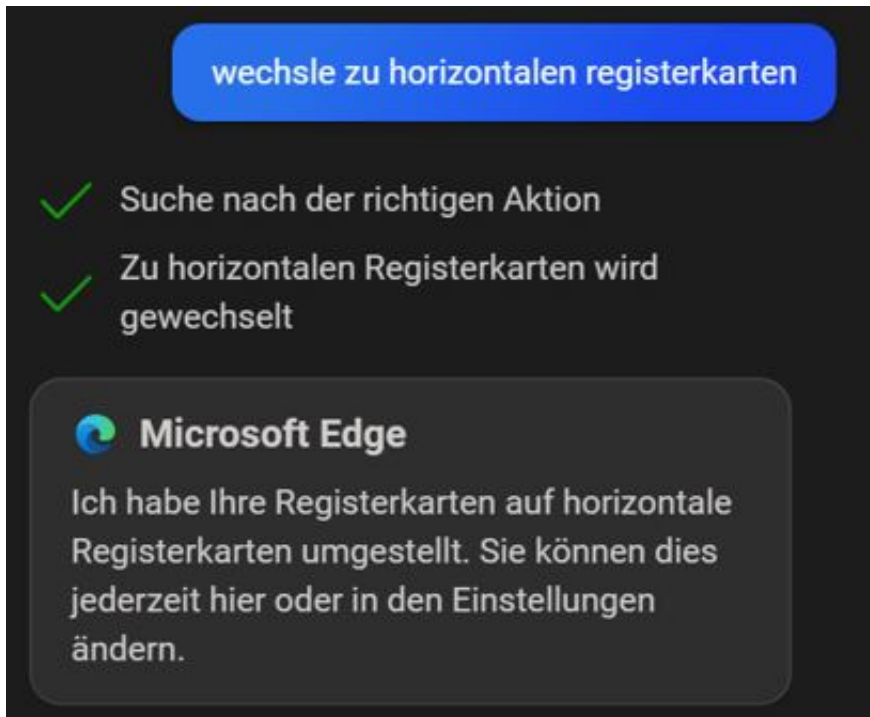 wechsle zu horizontalen registerkarten
Suche nach der richtigen Aktion
Zu horizontalen Registerkarten wird
gewechselt
Microsoft Edge
Ich habe Ihre Registerkarten auf horizontale
Registerkarten umgestellt. Sie können dies
jederzeit hier oder in den Einstellungen
ändern.